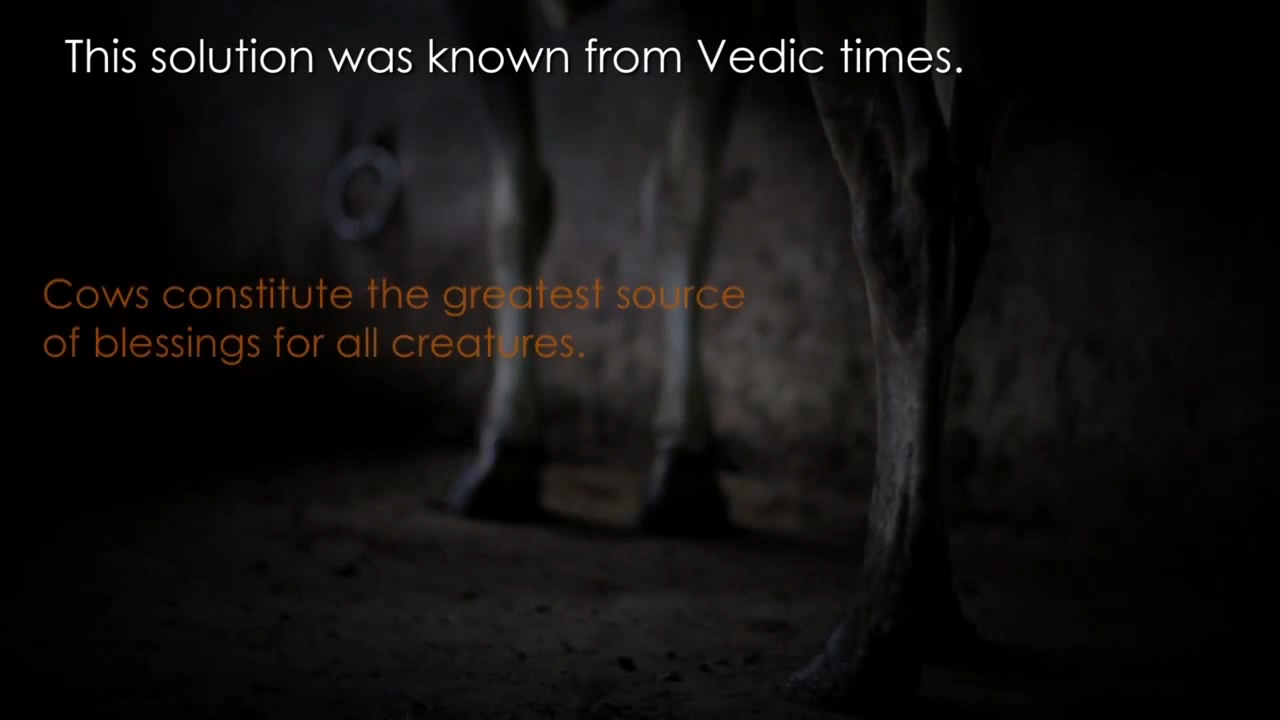 This solution was known from Vedic times.
Cows constitute the greatest source
of blessings for all creatures.